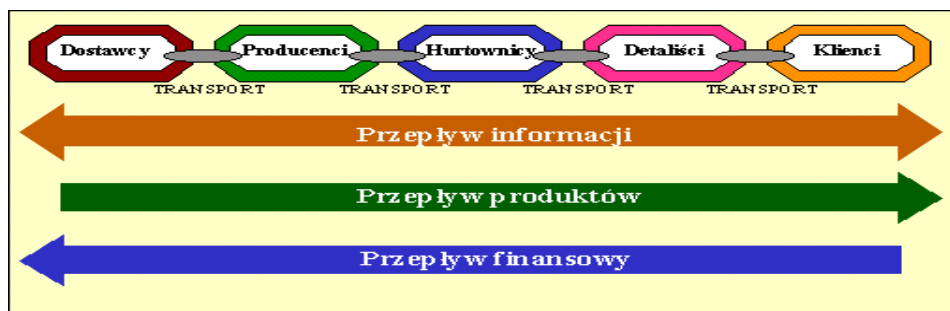 Dostawcy Producenci Hurtownicy Detaliści Klienci
TRANSPORT TRANSPORT TRANSPORT TRANSPORT
Przepływ informacji
Przepływ produktów
Przepływ finansowy